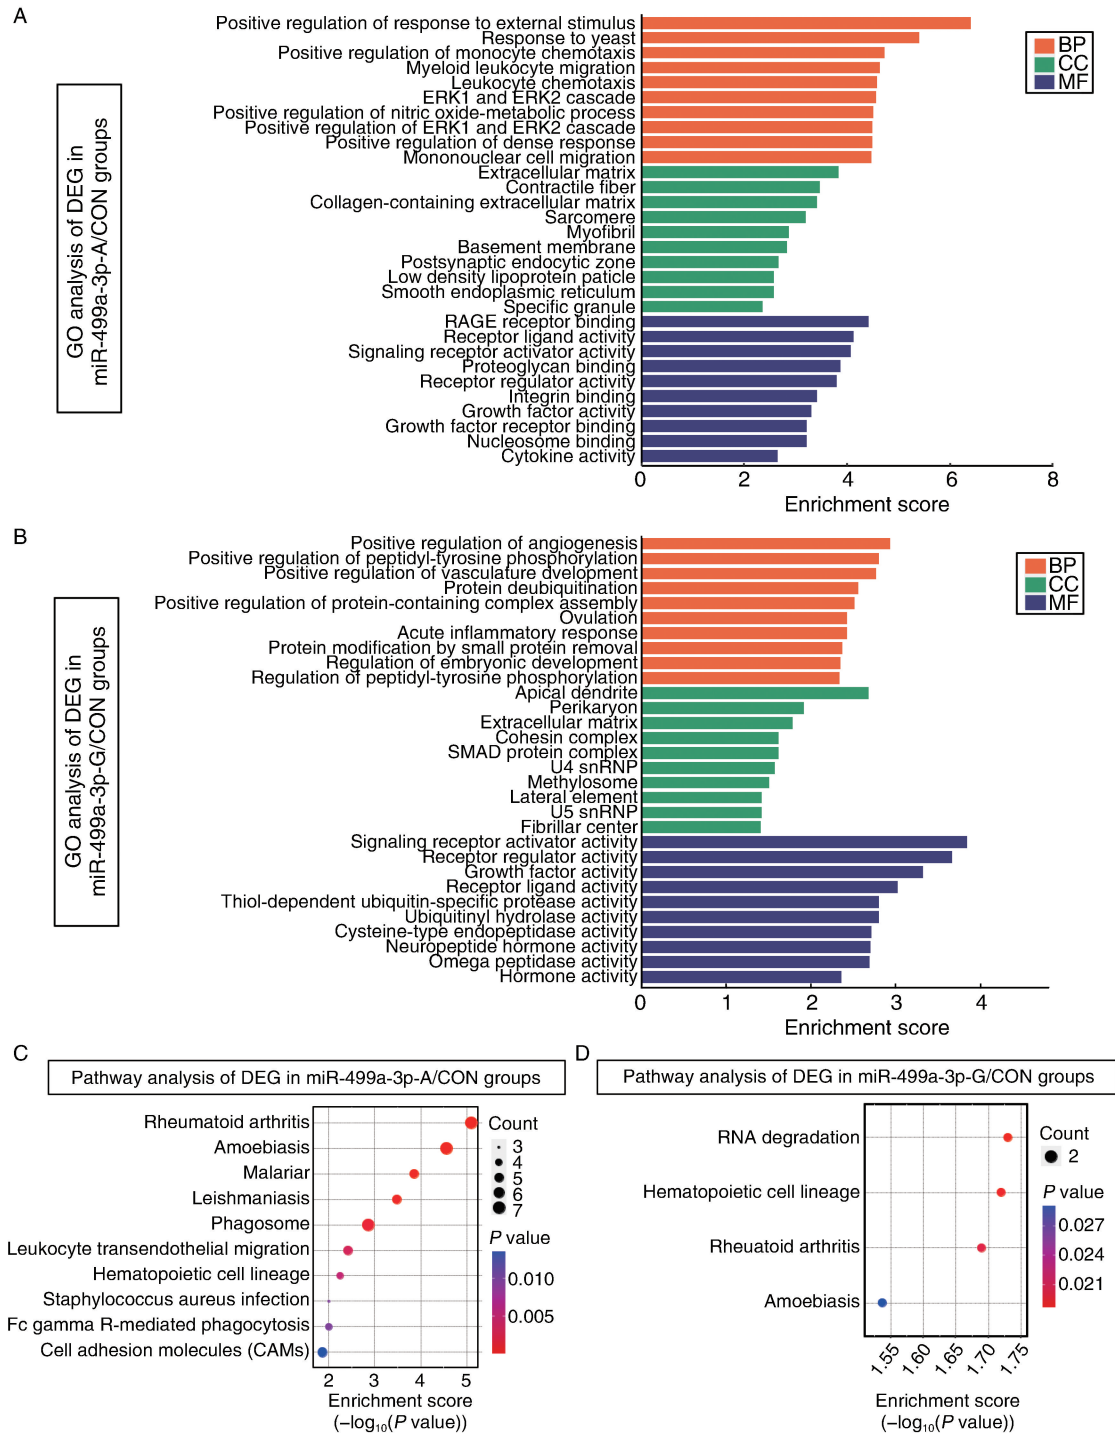 A
Positive regulation of response to external stimulus
Response to yeast
Positive regulation of monocyte chemotaxis
Myeloid leukocyte migration
Leukocyte chemotaxis
ERK1 and ERK2 cascade
Positive regulation of nitric oxide-metabolic process
Positive regulation of ERK1 and ERK2 cascade
Positive regulation of dense response
Mononuclear cell migration
Extracellular matrix
Contractile fiber
Collagen-containing extracellular matrix
Sarcomere
Myofibril
Basement membrane
Postsynaptic endocytic zone
Low density lipoprotein paticle
Smooth endoplasmic reticulum
Specific granule
RAGE receptor binding
Receptor ligand activity
Signaling receptor activator activity
Proteoglycan binding
Receptor regulator activity
Integrin binding
Growth factor activity
Growth factor receptor binding
Nucleosome binding
Cytokine activity
GO analysis of DEG in
miR-499a-3p-A/CON groups
BP
CC
MF
0 2 4 6 8
Enrichment score
B
Positive regulation of angiogenesis
Positive regulation of peptidyl-tyrosine phosphorylation
Positive regulation of vasculature dvelopment
Protein deubiquitination
Positive regulation of protein-containing complex assembly
Ovulation
Acute inflammatory response
Protein modification by small protein removal
Regulation of embryonic development
Regulation of peptidyl-tyrosine phosphorylation
Apical dendrite
Perikaryon
Extracellular matrix
Cohesin complex
SMAD protein complex
U4 snRNP
Methylosome
Lateral element
U5 snRNP
Fibrillar center
Signaling receptor activator activity
Receptor regulator activity
Growth factor activity
Receptor ligand activity
Thiol-dependent ubiquitin-specific protease activity
Ubiquitinyl hydrolase activity
Cysteine-type endopeptidase activity
Neuropeptide hormone activity
Omega peptidase activity
Hormone activity
GO analysis of DEG in
miR-499a-3p-G/CON groups
BP
CC
MF
0 1 2 3 4
Enrichment score
C
Pathway analysis of DEG in miR-499a-3p-A/CON groups
Rheumatoid arthritis
Amoebiasis
Malariar
Leishmaniasis
Phagosome
Leukocyte transendothelial migration
Hematopoietic cell lineage
Staphylococcus aureus infection
Fc gamma R-mediated phagocytosis
Cell adhesion molecules (CAMs)
2 3 4 5
Enrichment score
(−log10(P value))
Count
3
4
5
6
7
P value
0.010
0.005
D
Pathway analysis of DEG in miR-499a-3p-G/CON groups
RNA degradation
Hematopoietic cell lineage
Rheuatoid arthritis
Amoebiasis
1.55 1.60 1.65 1.70 1.75
Enrichment score
(−log10(P value))
Count
2
P value
0.027
0.024
0.021